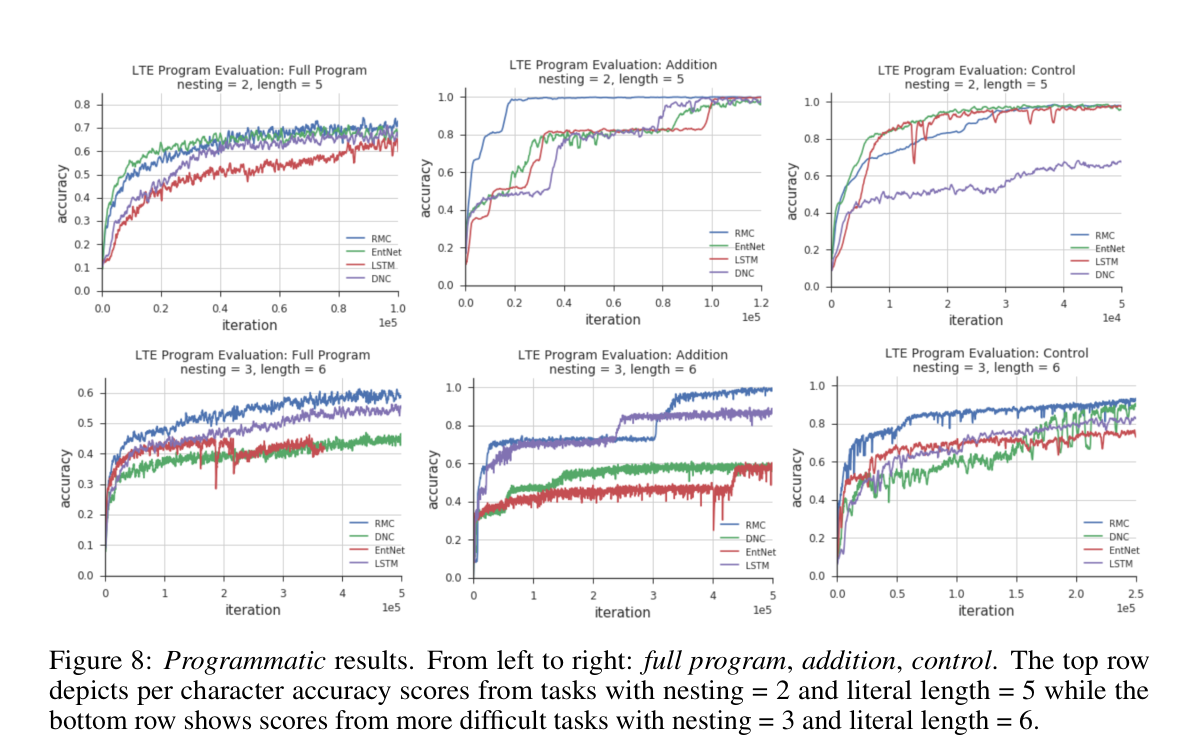 LTE Program Evaluation: Full Program
nesting = 2, length = 5
accuracy
0.8
0.7
0.6
0.5
0.4
0.3
0.2
0.1
0.0
RMC
EntNet
LSTM
DNC
0.0 0.2 0.4 0.6 0.8 1.0
iteration
1e5
LTE Program Evaluation: Addition
nesting = 2, length = 5
accuracy
1.0
0.8
0.6
0.4
0.2
0.0
RMC
EntNet
LSTM
DNC
0.0 0.2 0.4 0.6 0.8 1.0 1.2
iteration
1e5
LTE Program Evaluation: Control
nesting = 2, length = 5
accuracy
1.0
0.8
0.6
0.4
0.2
0.0
RMC
EntNet
LSTM
DNC
0 1 2 3 4 5
iteration
1e4
LTE Program Evaluation: Full Program
nesting = 3, length = 6
accuracy
0.6
0.5
0.4
0.3
0.2
0.1
0.0
RMC
DNC
EntNet
LSTM
0 1 2 3 4 5
iteration
1e5
LTE Program Evaluation: Addition
nesting = 3, length = 6
accuracy
1.0
0.8
0.6
0.4
0.2
0.0
RMC
DNC
EntNet
LSTM
0 1 2 3 4 5
iteration
1e5
LTE Program Evaluation: Control
nesting = 3, length = 6
accuracy
1.0
0.8
0.6
0.4
0.2
0.0
RMC
DNC
EntNet
LSTM
0.0 0.5 1.0 1.5 2.0 2.5
iteration
1e5
Figure 8: Programmatic results. From left to right: full program, addition, control. The top row
depicts per character accuracy scores from tasks with nesting = 2 and literal length = 5 while the
bottom row shows scores from more difficult tasks with nesting = 3 and literal length = 6.